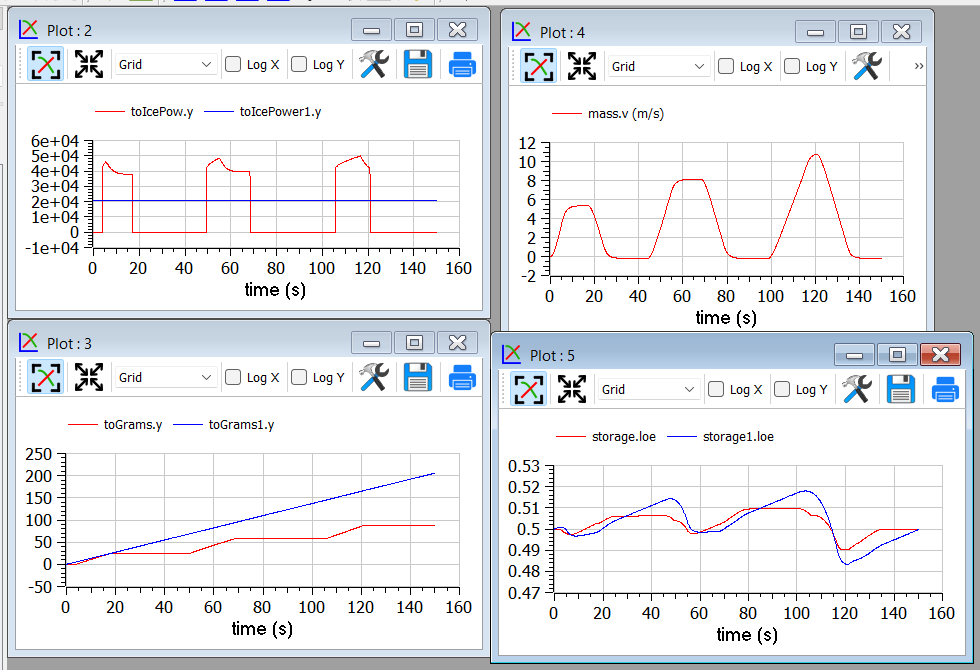 Plot : 2
Grid Log X Log Y
toIcePow.y toIcePower1.y
6e+04
5e+04
4e+04
3e+04
2e+04
1e+04
0
-1e+04
0 20 40 60 80 100 120 140 160
time (s)
Plot : 4
Grid Log X Log Y »
mass.v (m/s)
12
10
8
6
4
2
0
-2
0 20 40 60 80 100 120 140 160
time (s)
Plot : 3
Grid Log X Log Y
toGrams.y toGrams1.y
250
200
150
100
50
0
-50
0 20 40 60 80 100 120 140 160
time (s)
Plot : 5
Grid Log X Log Y
storage.loe storage1.loe
0.53
0.52
0.51
0.5
0.49
0.48
0.47
0 20 40 60 80 100 120 140 160
time (s)